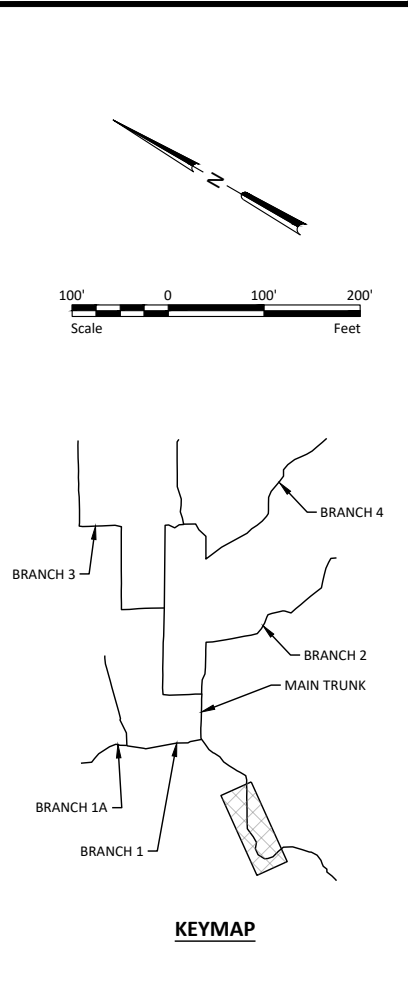 N
100' 0 100' 200'
Scale Feet
BRANCH 4
BRANCH 3
BRANCH 2
MAIN TRUNK
BRANCH 1A
BRANCH 1
KEYMAP